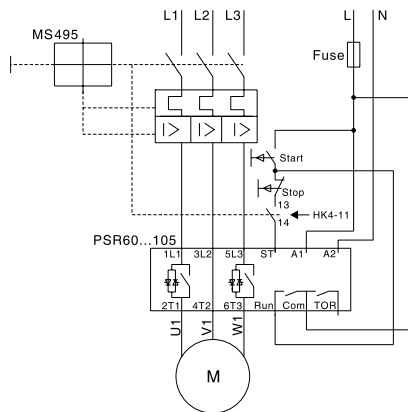 L1 L2 L3 L N
MS495
Fuse
I> I> I>
Start
Stop
13
14 HK4-11
PSR60...105
1L1 3L2 5L3 ST A1 A2
2T1 4T2 6T3 Run Com TOR
U1 V1 W1
M